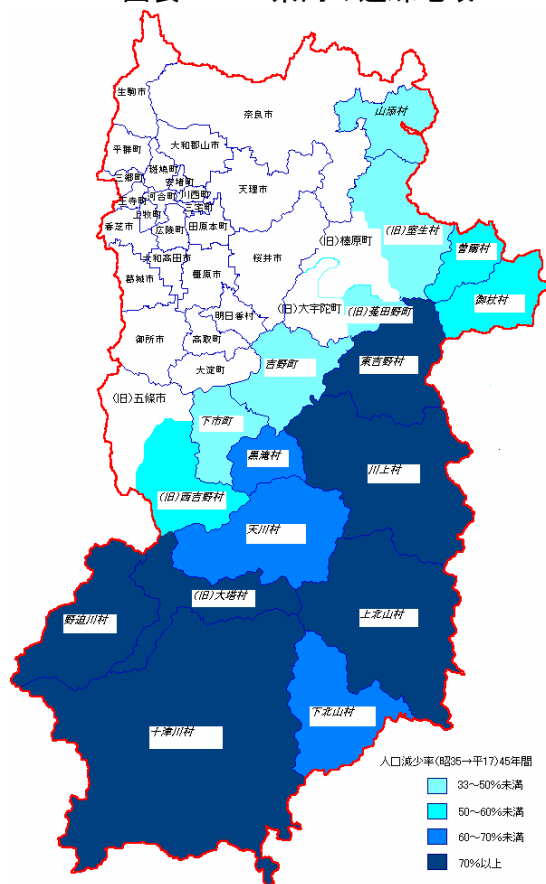 生駒市
奈良市
山添村
平群町
大和郡山市
斑鳩町
三郷町
安堵町
天理市
王寺町
河合町
川西町
三宅町
上牧町
香芝市
広陵町
田原本町
(旧)室生村
(旧)榛原町
曽爾村
大和高田市
桜井市
葛城市
橿原市
御杖村
(旧)大宇陀町
(旧)菟田野町
明日香村
御所市
高取町
東吉野村
吉野町
大淀町
(旧)五條市
下市町
黒滝村
川上村
(旧)西吉野村
天川村
(旧)大塔村
野迫川村
上北山村
下北山村
十津川村
人口減少率(昭35→平17)45年間
33～50%未満
50～60%未満
60～70%未満
70%以上